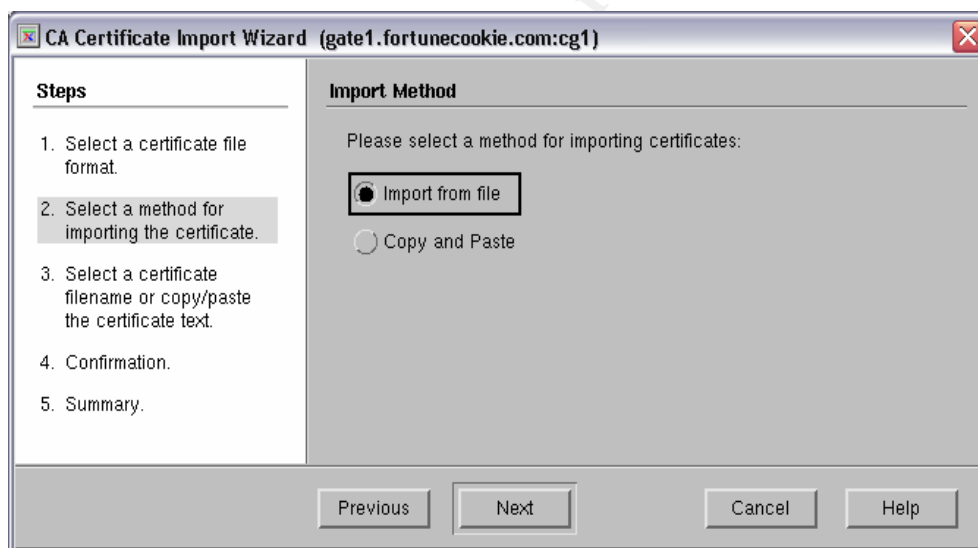 CA Certificate Import Wizard (gate1.fortunecookie.com:cg1)
Steps
1. Select a certificate file
format.
2. Select a method for
importing the certificate.
3. Select a certificate
filename or copy/paste
the certificate text.
4. Confirmation.
5. Summary.
Import Method
Please select a method for importing certificates:
Import from file
Copy and Paste
Previous
Next
Cancel
Help